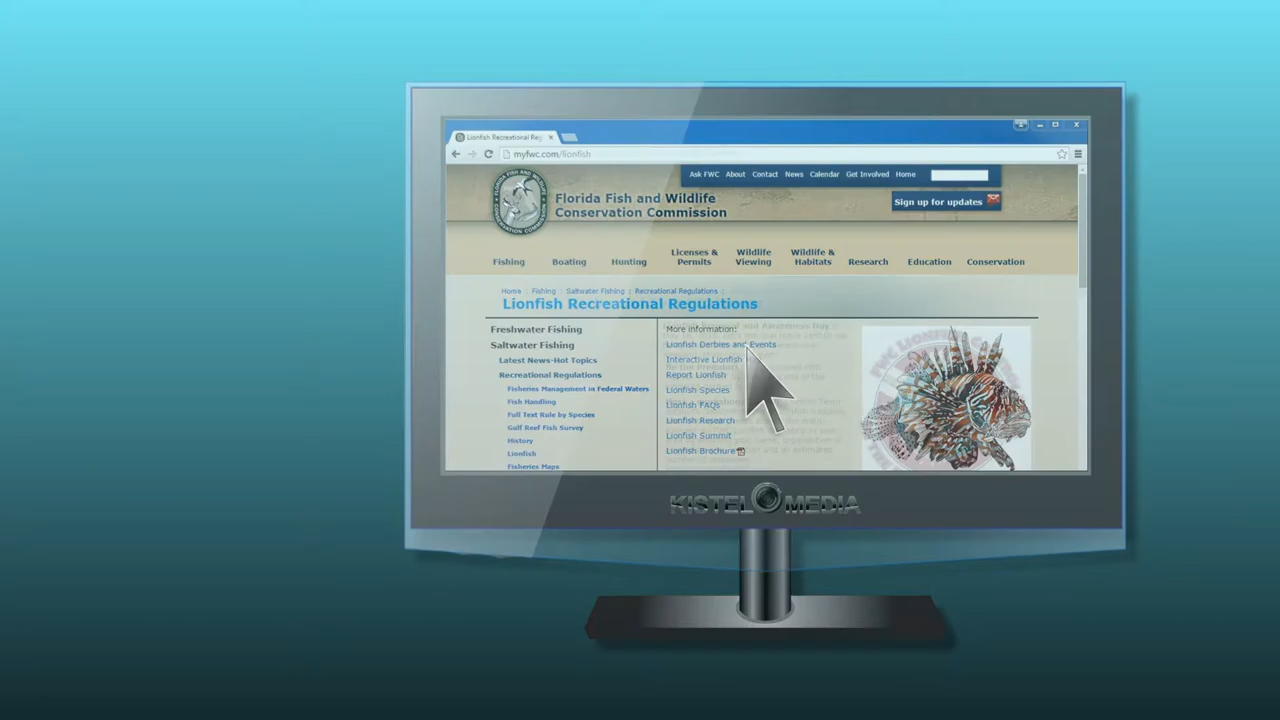 Lionfish Recreational Reg
myfwc.com/lionfish
Ask FWC About Contact News Calendar Get Involved Home
Florida Fish and Wildlife
Conservation Commission
Sign up for updates
Fishing Boating Hunting Licenses & Permits Wildlife Viewing Wildlife & Habitats Research Education Conservation
Home : Fishing : Saltwater Fishing : Recreational Regulations :
Lionfish Recreational Regulations
Freshwater Fishing
Saltwater Fishing
Latest News-Hot Topics
Recreational Regulations
Fisheries Management in Federal Waters
Fish Handling
Full Text Rule by Species
Gulf Reef Fish Survey
History
Lionfish
Fisheries Maps
More information:
Lionfish Derbies and Events
Interactive Lionfish
Report Lionfish
Lionfish Species
Lionfish FAQs
Lionfish Research
Lionfish Summit
Lionfish Brochure
KISTEL MEDIA